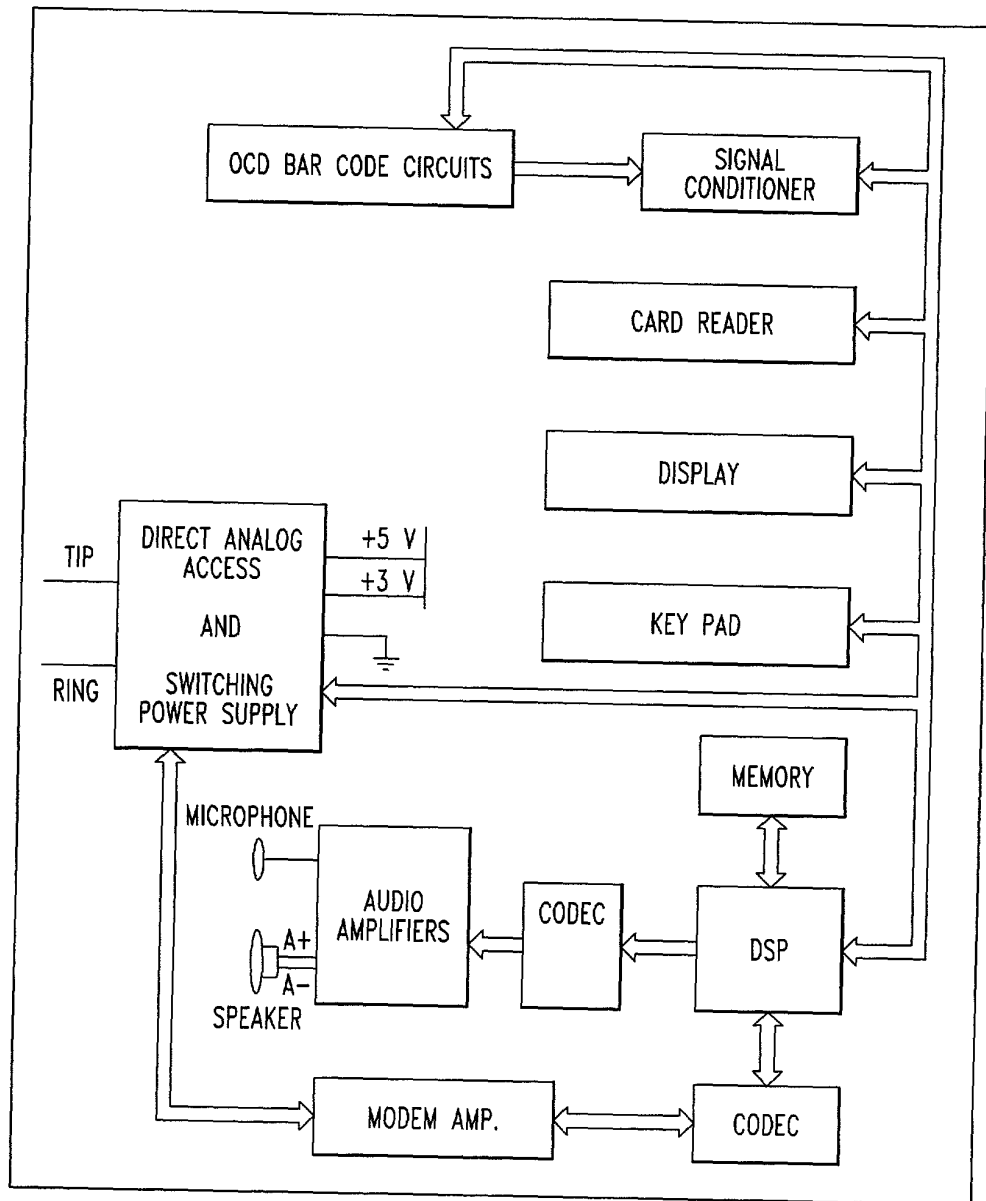 OCD BAR CODE CIRCUITS
SIGNAL
CONDITIONER
CARD READER
DISPLAY
KEY PAD
TIP
RING
DIRECT ANALOG
ACCESS
AND
SWITCHING
POWER SUPPLY
+5 V
+3 V
MEMORY
MICROPHONE
AUDIO
AMPLIFIERS
A+
A-
SPEAKER
CODEC
DSP
MODEM AMP.
CODEC